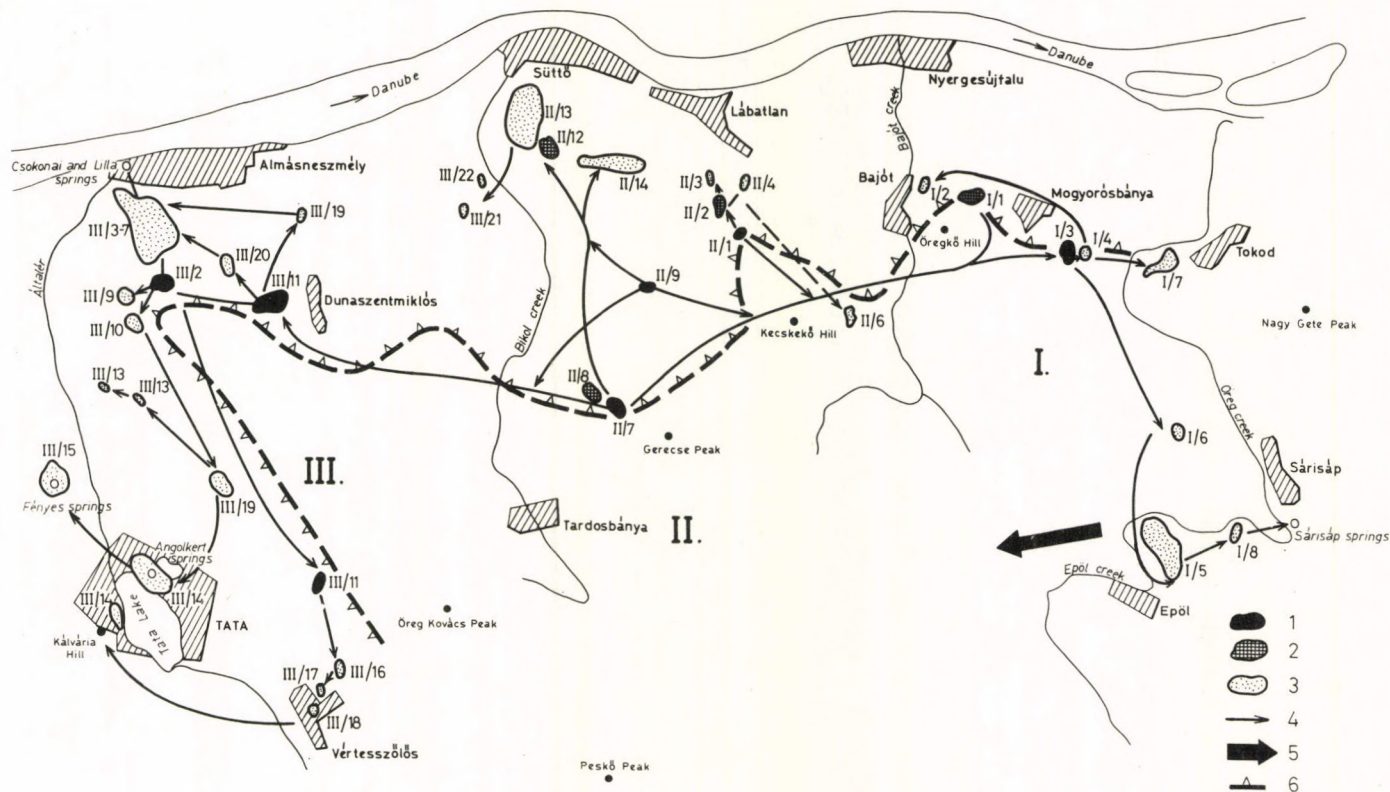 Danube
Süttő
Danube
Nyergesújtalu
Lábatlan
Csokonai and Lilla
springs
Almásneszmély
II/13
II/12
II/14
III/22
III/21
II/3
II/4
II/2
II/1
Bajót creek
Bajót
I/2
I/1
Mogyorósbánya
Öregkő Hill
I/3
I/4
I/7
Tokod
III/3-7
III/19
III/20
III/2
III/11
III/9
III/10
Dunaszentmiklós
Általér
Bikol creek
II/9
Kecskekő Hill
II/6
Nagy Gete Peak
I.
III/13
III/13
II/8
II/7
Gerecse Peak
I/6
Öreg creek
Sárisáp
III/15
Fényes springs
III.
III/19
Tardosbánya
II.
Sárisáp springs
I/8
I/5
Epöl creek
Epöl
Angolkert
springs
III/14
III/14
Tata Lake
TATA
Kálvária
Hill
III/11
Öreg Kovács Peak
III/17
III/16
III/18
Vértesszőlős
Peskő Peak
1
2
3
4
5
6